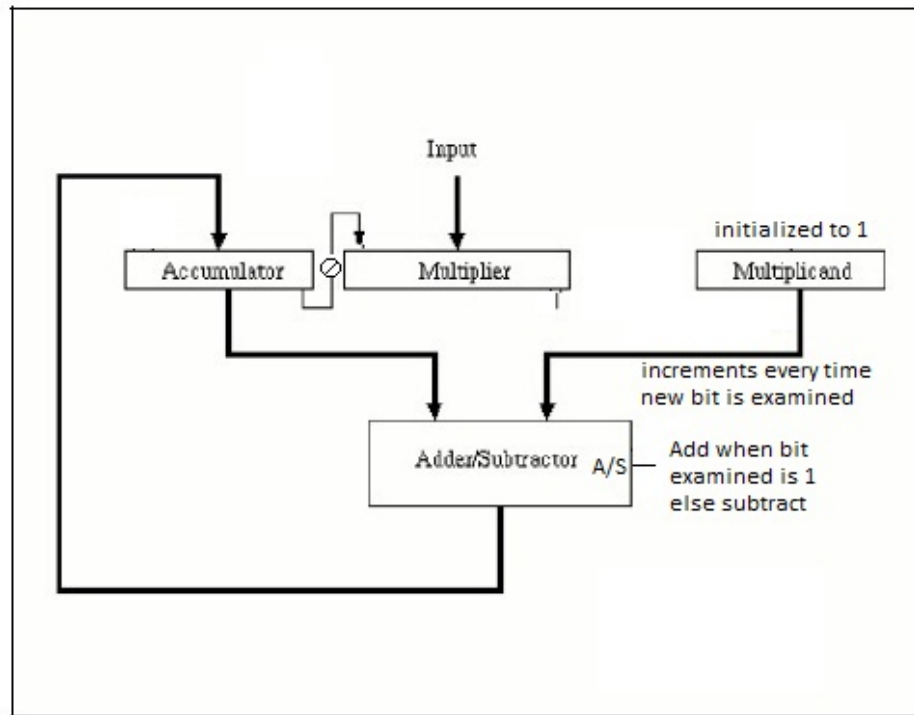 Input
initialized to 1
Accumulator
Multiplier
Multiplicand
increments every time
new bit is examined
Adder/Subtractor
A/S
Add when bit
examined is 1
else subtract